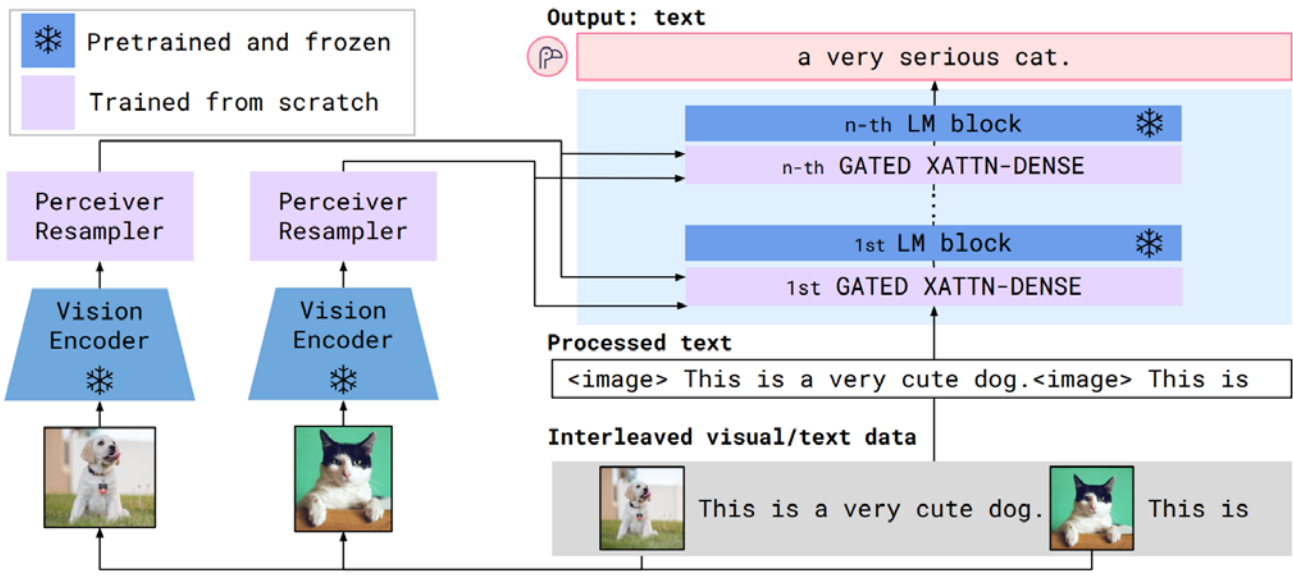 Pretrained and frozen
Trained from scratch
Perceiver
Resampler
Perceiver
Resampler
Vision
Encoder
Vision
Encoder
Output: text
a very serious cat.
n-th LM block
n-th GATED XATTN-DENSE
1st LM block
1st GATED XATTN-DENSE
Processed text
<image> This is a very cute dog.<image> This is
Interleaved visual/text data
This is a very cute dog. This is